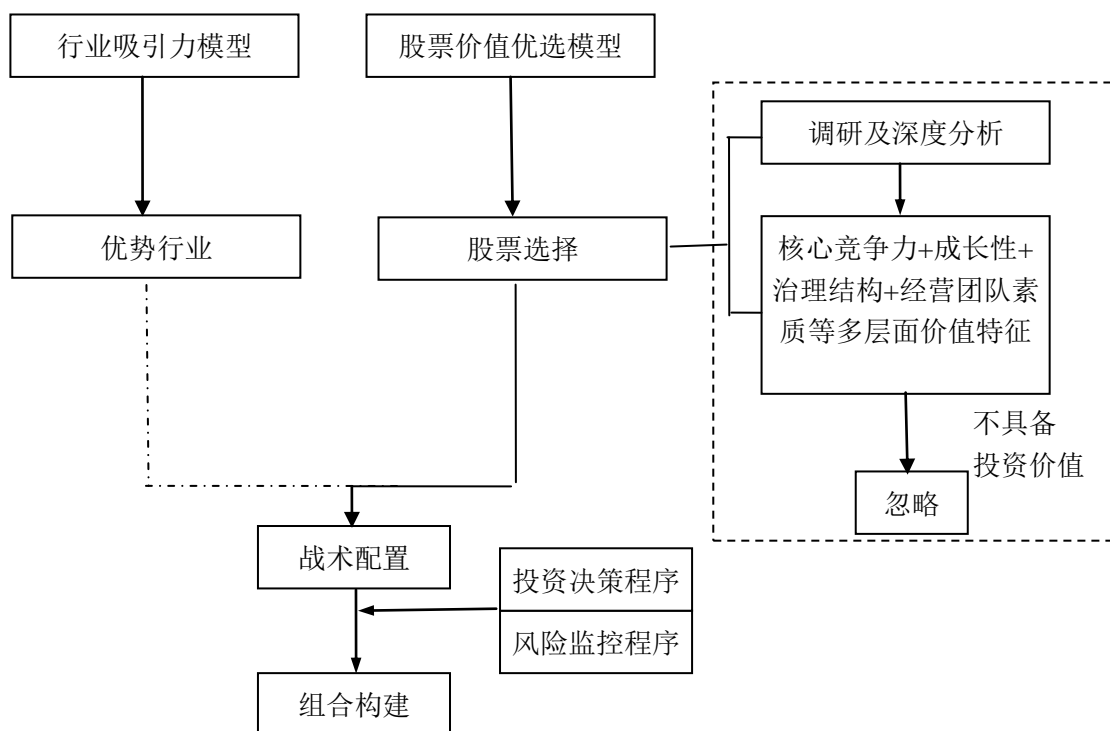 行业吸引力模型
股票价值优选模型
调研及深度分析
优势行业
股票选择
核心竞争力+成长性+
治理结构+经营团队素
质等多层面价值特征
不具备
投资价值
忽略
战术配置
投资决策程序
风险监控程序
组合构建